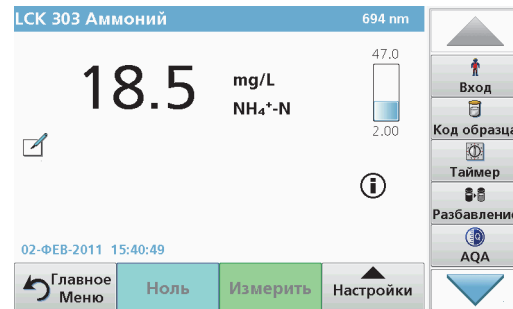 LCK 303 Аммоний
694 nm
18.5
mg/L
NH₄⁺-N
47.0
2.00
02-ФЕВ-2011 15:40:49
Главное
Меню
Ноль
Измерить
Настройки
Вход
Код образца
Таймер
Разбавление
AQA